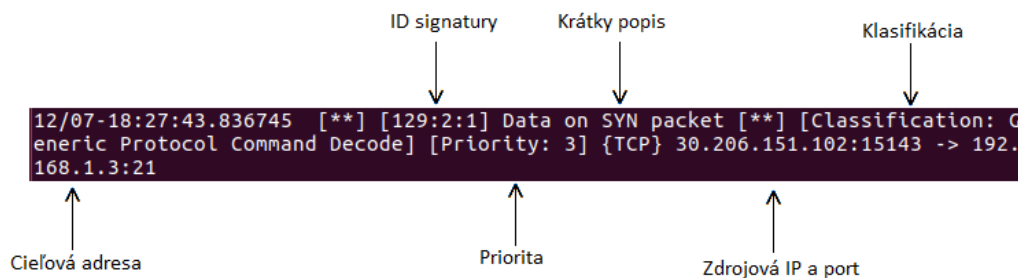 ID signatury
Krátky popis
Klasifikácia
12/07-18:27:43.836745  [**] [129:2:1] Data on SYN packet [**] [Classification: G
eneric Protocol Command Decode] [Priority: 3] {TCP} 30.206.151.102:15143 -> 192.
168.1.3:21
Cieľová adresa
Priorita
Zdrojová IP a port